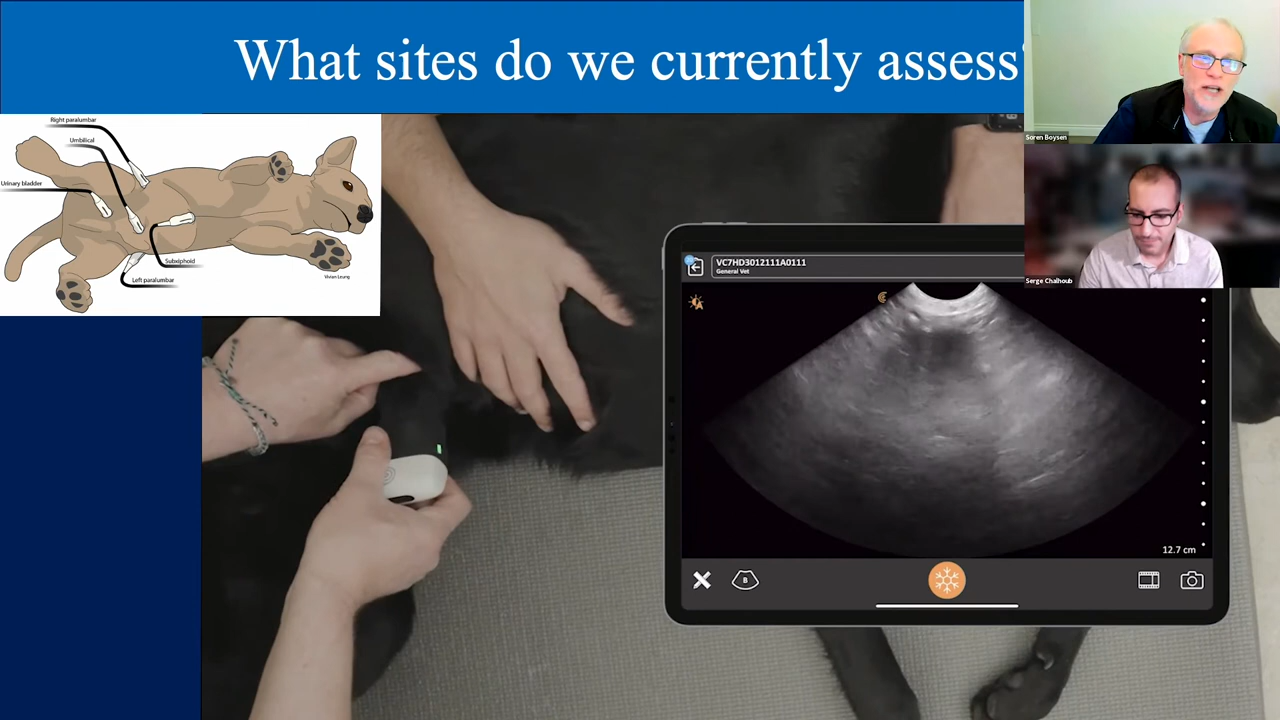 What sites do we currently assess
Soren Boysen
Serge Chalhoub
Right paralumbar
Umbilical
Urinary bladder
Subxiphoid
Left paralumbar
Vivian Leung
VC7HD3012111A0111
General Vet
12.7 cm
B